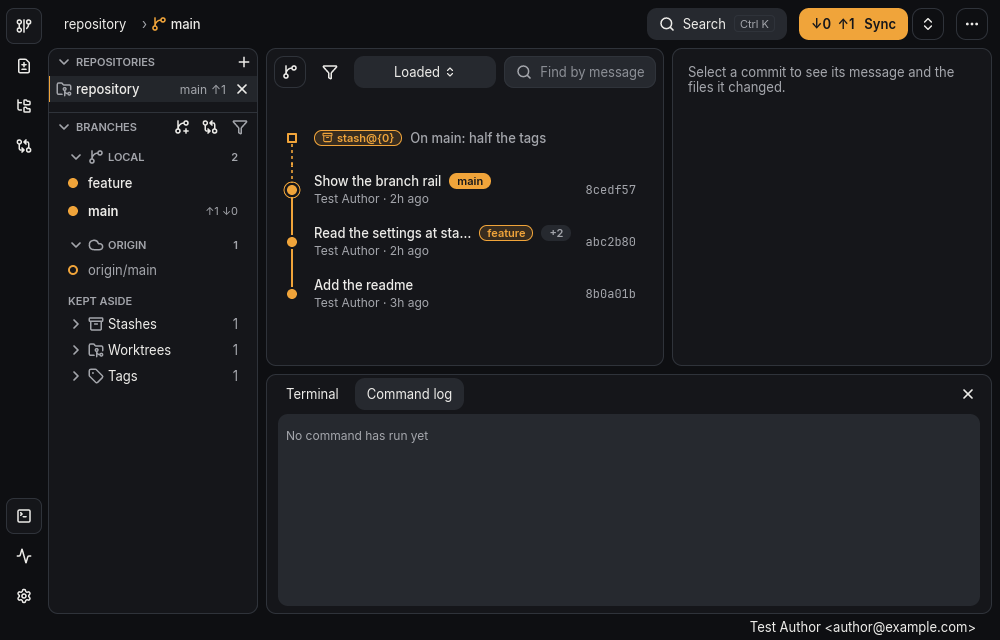 repository › main
Search Ctrl K
↓0 ↑1 Sync
REPOSITORIES
repository main ↑1
BRANCHES
LOCAL 2
feature
main ↑1 ↓0
ORIGIN 1
origin/main
KEPT ASIDE
Stashes 1
Worktrees 1
Tags 1
Loaded
Find by message
stash@{0} On main: half the tags
Show the branch rail main
Test Author · 2h ago 8cedf57
Read the settings at sta... feature +2
Test Author · 2h ago abc2b80
Add the readme
Test Author · 3h ago 8b0a01b
Select a commit to see its message and the
files it changed.
Terminal Command log
No command has run yet
Test Author <author@example.com>